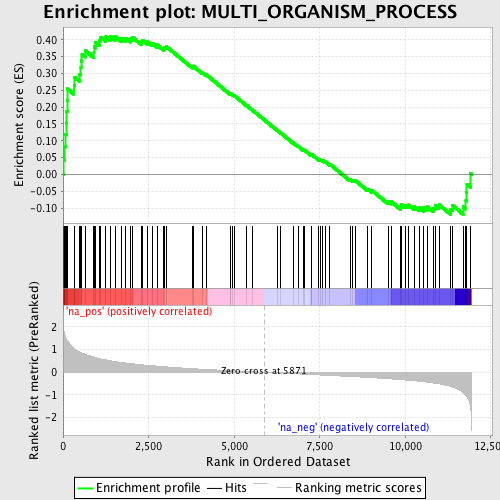 Enrichment plot: MULTI_ORGANISM_PROCESS
Enrichment score (ES)
0.40
0.35
0.30
0.25
0.20
0.15
0.10
0.05
0.00
-0.05
-0.10
'na_pos' (positively correlated)
Ranked list metric (PreRanked)
2
1
0
-1
-2
Zero cross at 5871
'na_neg' (negatively correlated)
0
2,500
5,000
7,500
10,000
12,500
Rank in Ordered Dataset
Enrichment profile
Hits
Ranking metric scores